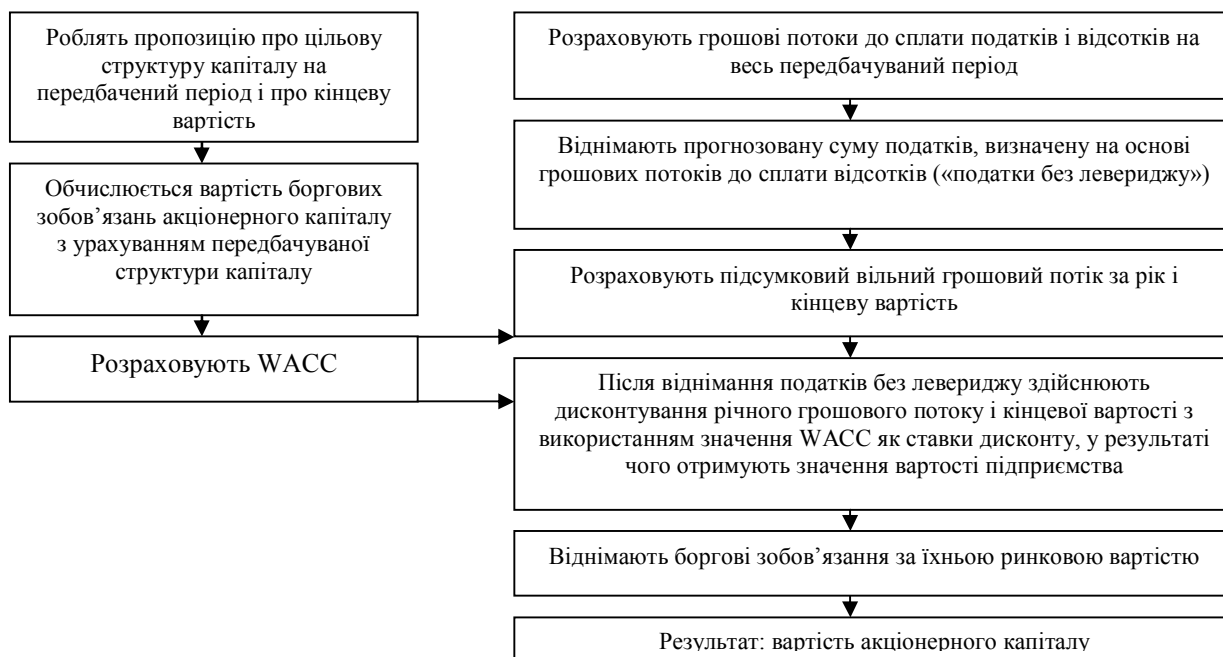 Роблять пропозицію про цільову
структуру капіталу на
передбачений період і про кінцеву
вартість
Обчислюється вартість боргових
зобов’язань акціонерного капіталу
з урахуванням передбачуваної
структури капіталу
Розраховують WACC
Розраховують грошові потоки до сплати податків і відсотків на
весь передбачуваний період
Віднімають прогнозовану суму податків, визначену на основі
грошових потоків до сплати відсотків («податки без левериджу»)
Розраховують підсумковий вільний грошовий потік за рік і
кінцеву вартість
Після віднімання податків без левериджу здійснюють
дисконтування річного грошового потоку і кінцевої вартості з
використанням значення WACC як ставки дисконту, у результаті
чого отримують значення вартості підприємства
Віднімають боргові зобов’язання за їхньою ринковою вартістю
Результат: вартість акціонерного капіталу